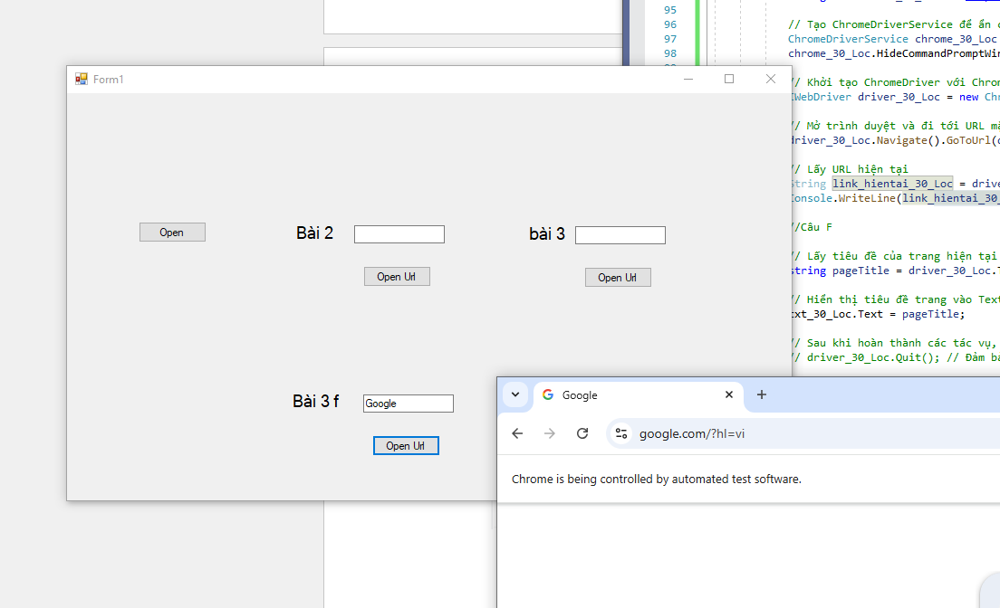 Form1
Open
Bài 2
Open Url
bài 3
Open Url
Bài 3 f
Google
Open Url
95
96
97
98
// Tạo ChromeDriverService để ẩn
ChromeDriverService chrome_30_Loc
chrome_30_Loc.HideCommandPromptWin
// Khởi tạo ChromeDriver với Chrom
IWebDriver driver_30_Loc = new Chr
// Mở trình duyệt và đi tới URL
driver_30_Loc.Navigate().GoToUrl(
// Lấy URL hiện tại
String link_hientai_30_Loc = drive
Console.WriteLine(link_hientai_30_
//Câu F
// Lấy tiêu đề của trang hiện tại
string pageTitle = driver_30_Loc.T
// Hiển thị tiêu đề trang vào Text
txt_30_Loc.Text = pageTitle;
// Sau khi hoàn thành các tác vụ,
// driver_30_Loc.Quit(); // Đảm
Google
google.com/?hl=vi
Chrome is being controlled by automated test software.